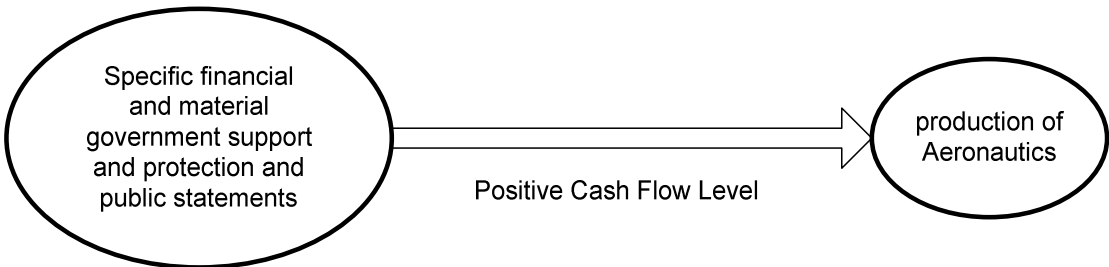 Specific financial
and material
government support
and protection and
public statements
Positive Cash Flow Level
production of
Aeronautics